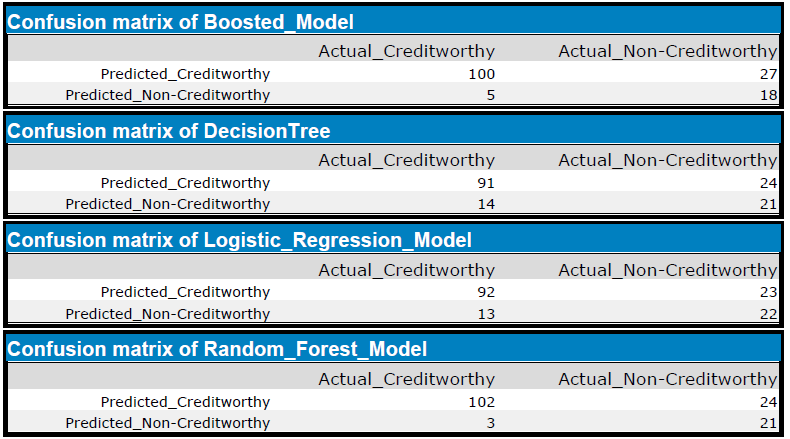 Confusion matrix of Boosted_Model
Actual_Creditworthy Actual_Non-Creditworthy
Predicted_Creditworthy 100 27
Predicted_Non-Creditworthy 5 18
Confusion matrix of DecisionTree
Actual_Creditworthy Actual_Non-Creditworthy
Predicted_Creditworthy 91 24
Predicted_Non-Creditworthy 14 21
Confusion matrix of Logistic_Regression_Model
Actual_Creditworthy Actual_Non-Creditworthy
Predicted_Creditworthy 92 23
Predicted_Non-Creditworthy 13 22
Confusion matrix of Random_Forest_Model
Actual_Creditworthy Actual_Non-Creditworthy
Predicted_Creditworthy 102 24
Predicted_Non-Creditworthy 3 21